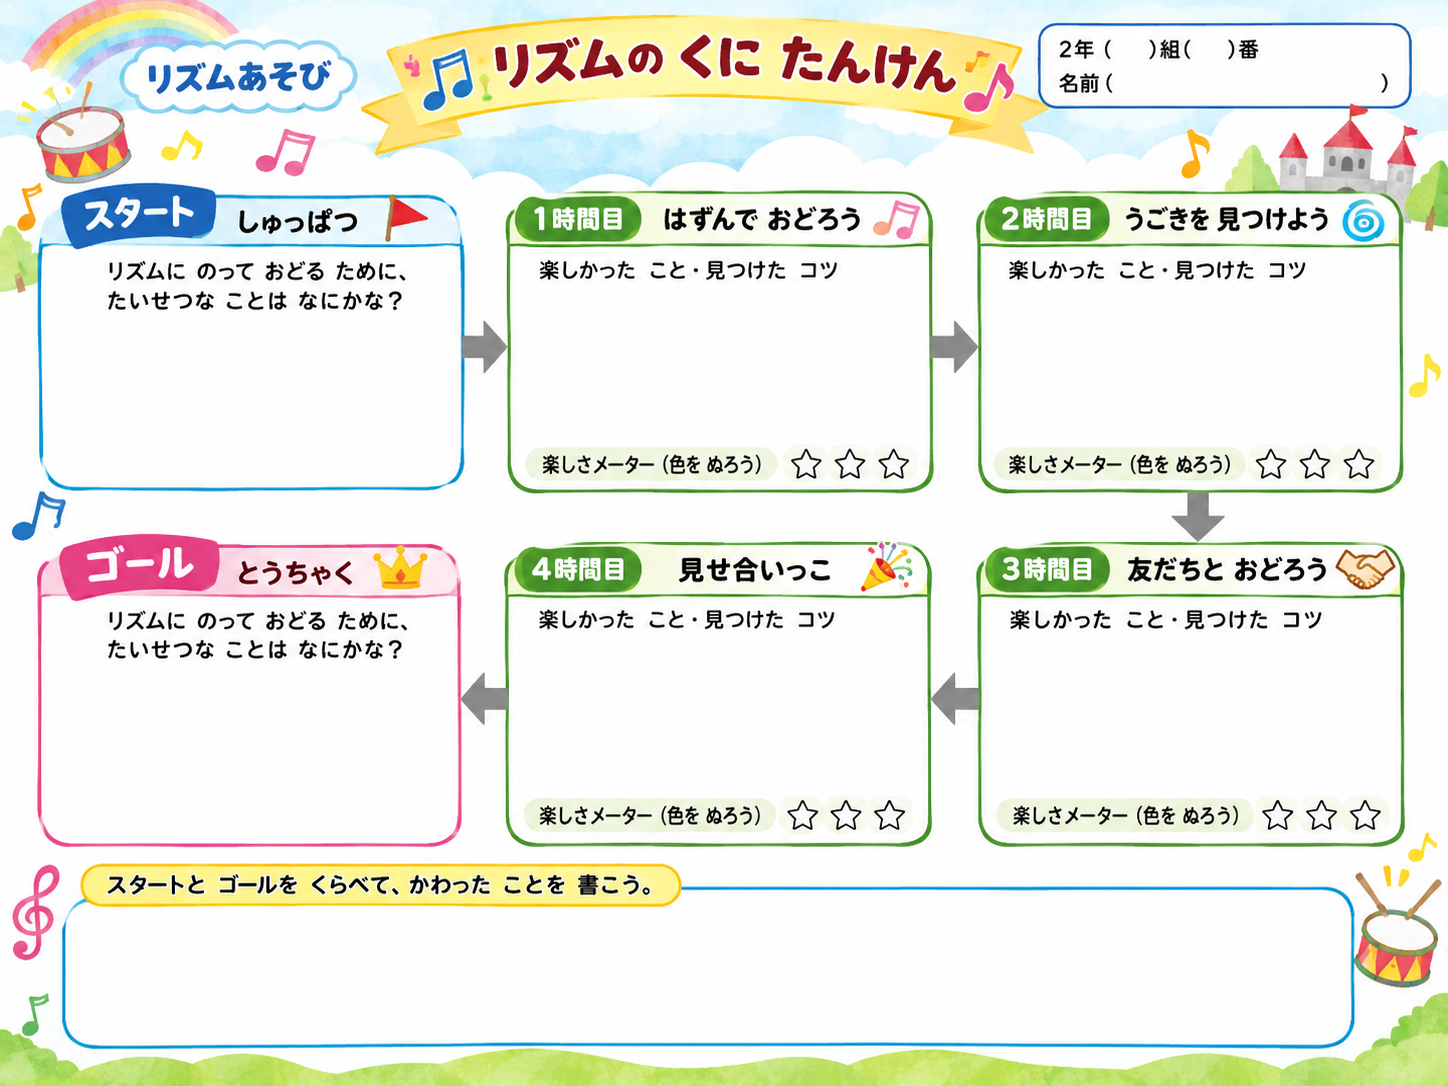 リズムあそび
リズムの くに たんけん
2年 (　　)組(　　)番
名前(　　　　　　　　)
スタート しゅっぱつ
リズムに のって おどる ために、
たいせつな ことは なにかな?
1時間目 はずんで おどろう
楽しかった こと・見つけた コツ
楽しさメーター (色を ぬろう) ☆ ☆ ☆
2時間目 うごきを 見つけよう
楽しかった こと・見つけた コツ
楽しさメーター (色を ぬろう) ☆ ☆ ☆
3時間目 友だちと おどろう
楽しかった こと・見つけた コツ
楽しさメーター (色を ぬろう) ☆ ☆ ☆
4時間目 見せ合いっこ
楽しかった こと・見つけた コツ
楽しさメーター (色を ぬろう) ☆ ☆ ☆
ゴール とうちゃく
リズムに のって おどる ために、
たいせつな ことは なにかな?
スタートと ゴールを くらべて、かわった ことを 書こう。